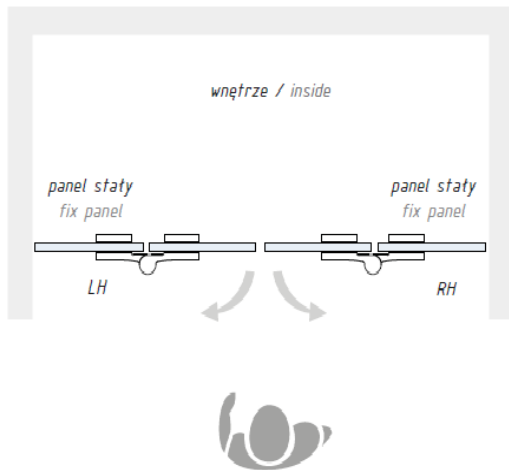 wnętrze / inside
panel stały
fix panel
panel stały
fix panel
LH
RH